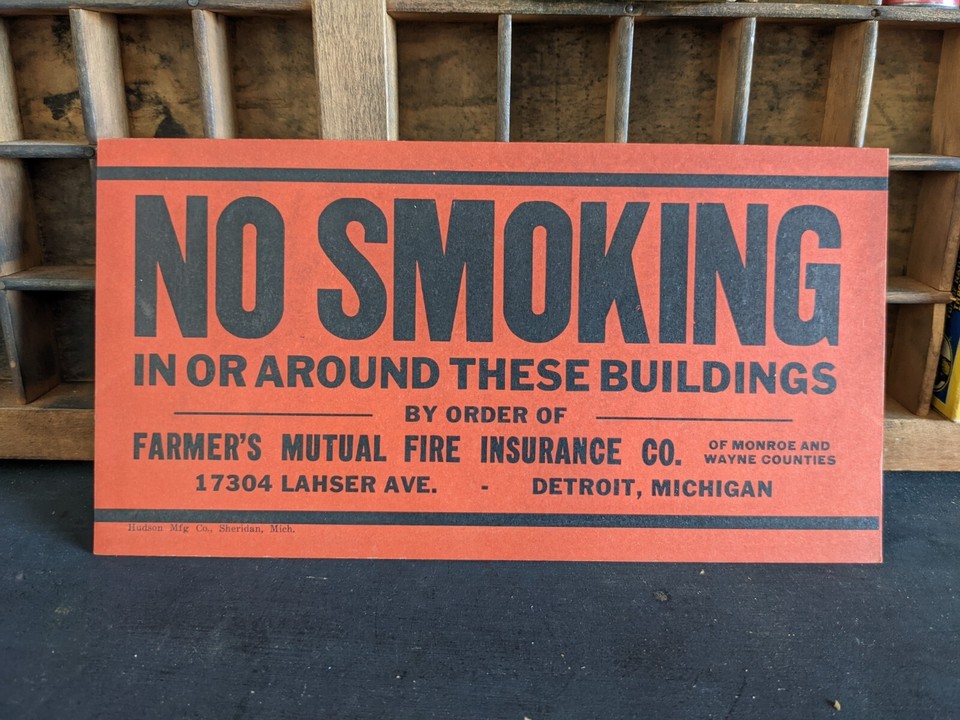 NO SMOKING
IN OR AROUND THESE BUILDINGS
BY ORDER OF
FARMER'S MUTUAL FIRE INSURANCE CO. OF MONROE AND
WAYNE COUNTIES
17304 LAHSER AVE. - DETROIT, MICHIGAN
Hudson Mfg Co., Sheridan, Mich.